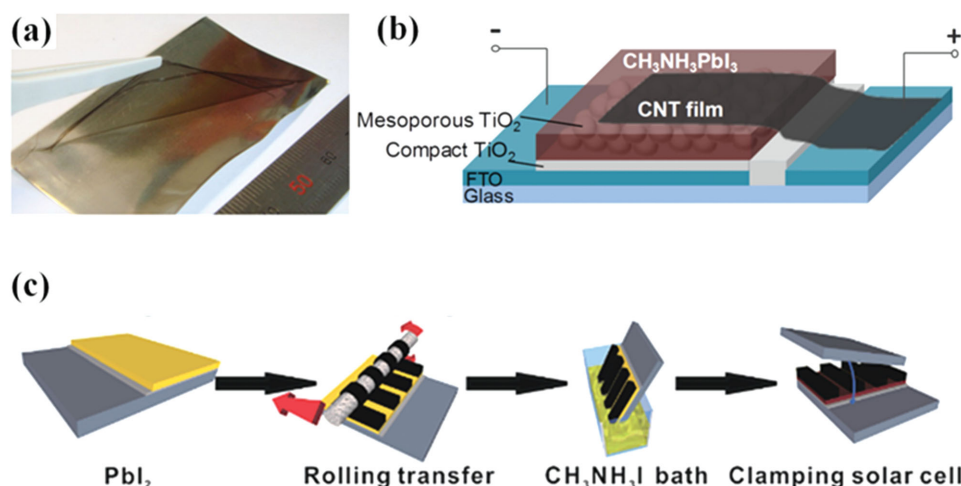 (a)
50
60
(b)
-
+
CH₃NH₃PbI₃
CNT film
Mesoporous TiO₂
Compact TiO₂
FTO
Glass
(c)
PbI₂
Rolling transfer
CH₃NH₃I bath
Clamping solar cell